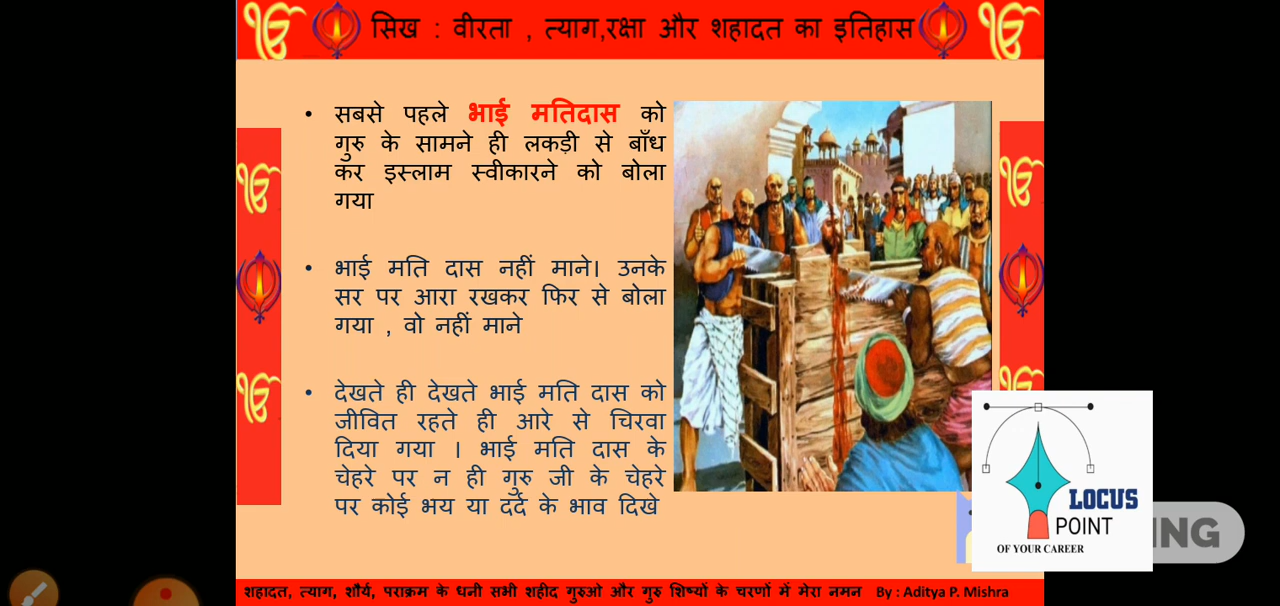 सिख : वीरता , त्याग,रक्षा और शहादत का इतिहास
• सबसे पहले भाई मतिदास को
गुरु के सामने ही लकड़ी से बाँध
कर इस्लाम स्वीकारने को बोला
गया
• भाई मति दास नहीं माने। उनके
सर पर आरा रखकर फिर से बोला
गया , वो नहीं माने
• देखते ही देखते भाई मति दास को
जीवित रहते ही आरे से चिरवा
दिया गया । भाई मति दास के
चेहरे पर न ही गुरु जी के चेहरे
पर कोई भय या दर्द के भाव दिखे
LOCUS
POINT
OF YOUR CAREER
ING
शहादत, त्याग, शौर्य, पराक्रम के धनी सभी शहीद गुरुओ और गुरु शिष्यों के चरणों में मेरा नमन By : Aditya P. Mishra